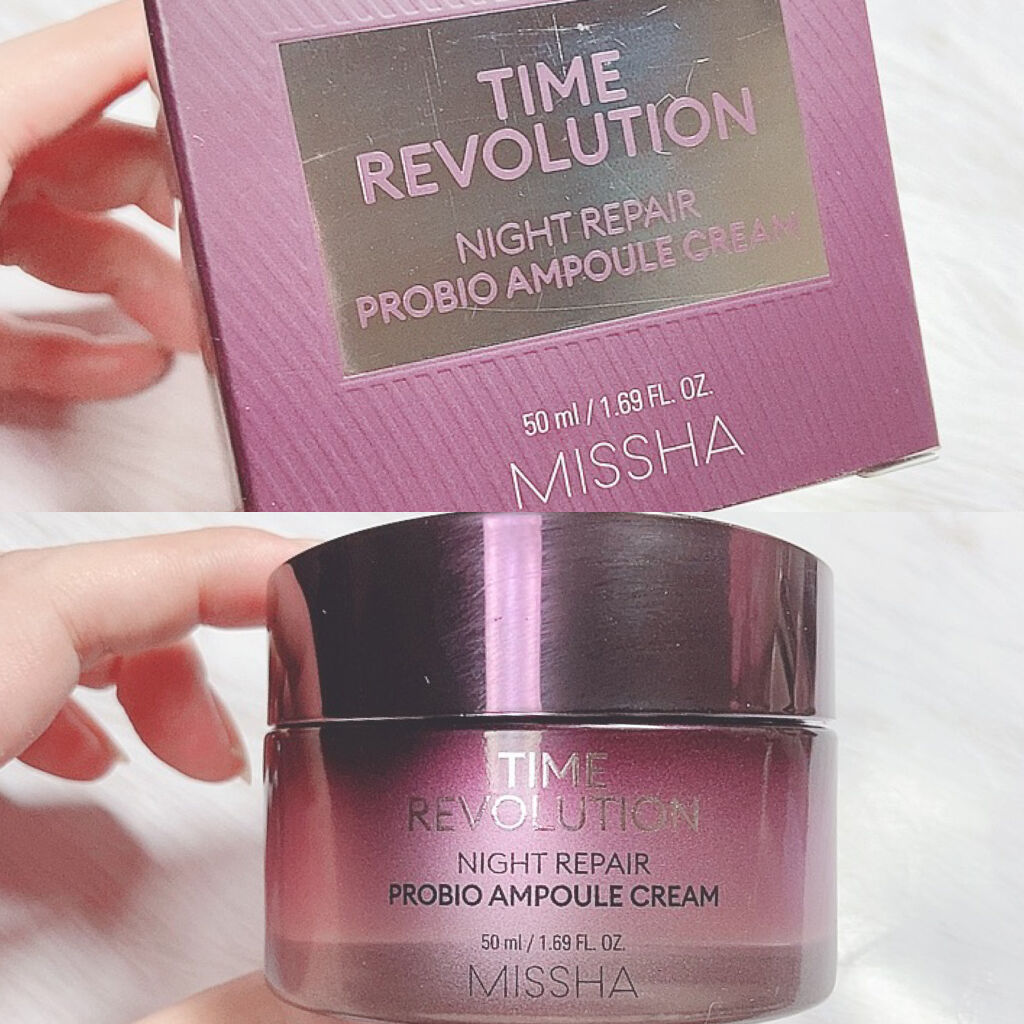 TIME
REVOLUTION
NIGHT REPAIR
PROBIO AMPOULE CREAM
50 ml / 1.69 FL. OZ.
MISSHA
TIME
REVOLUTION
NIGHT REPAIR
PROBIO AMPOULE CREAM
50 ml / 1.69 FL. OZ.
MISSHA